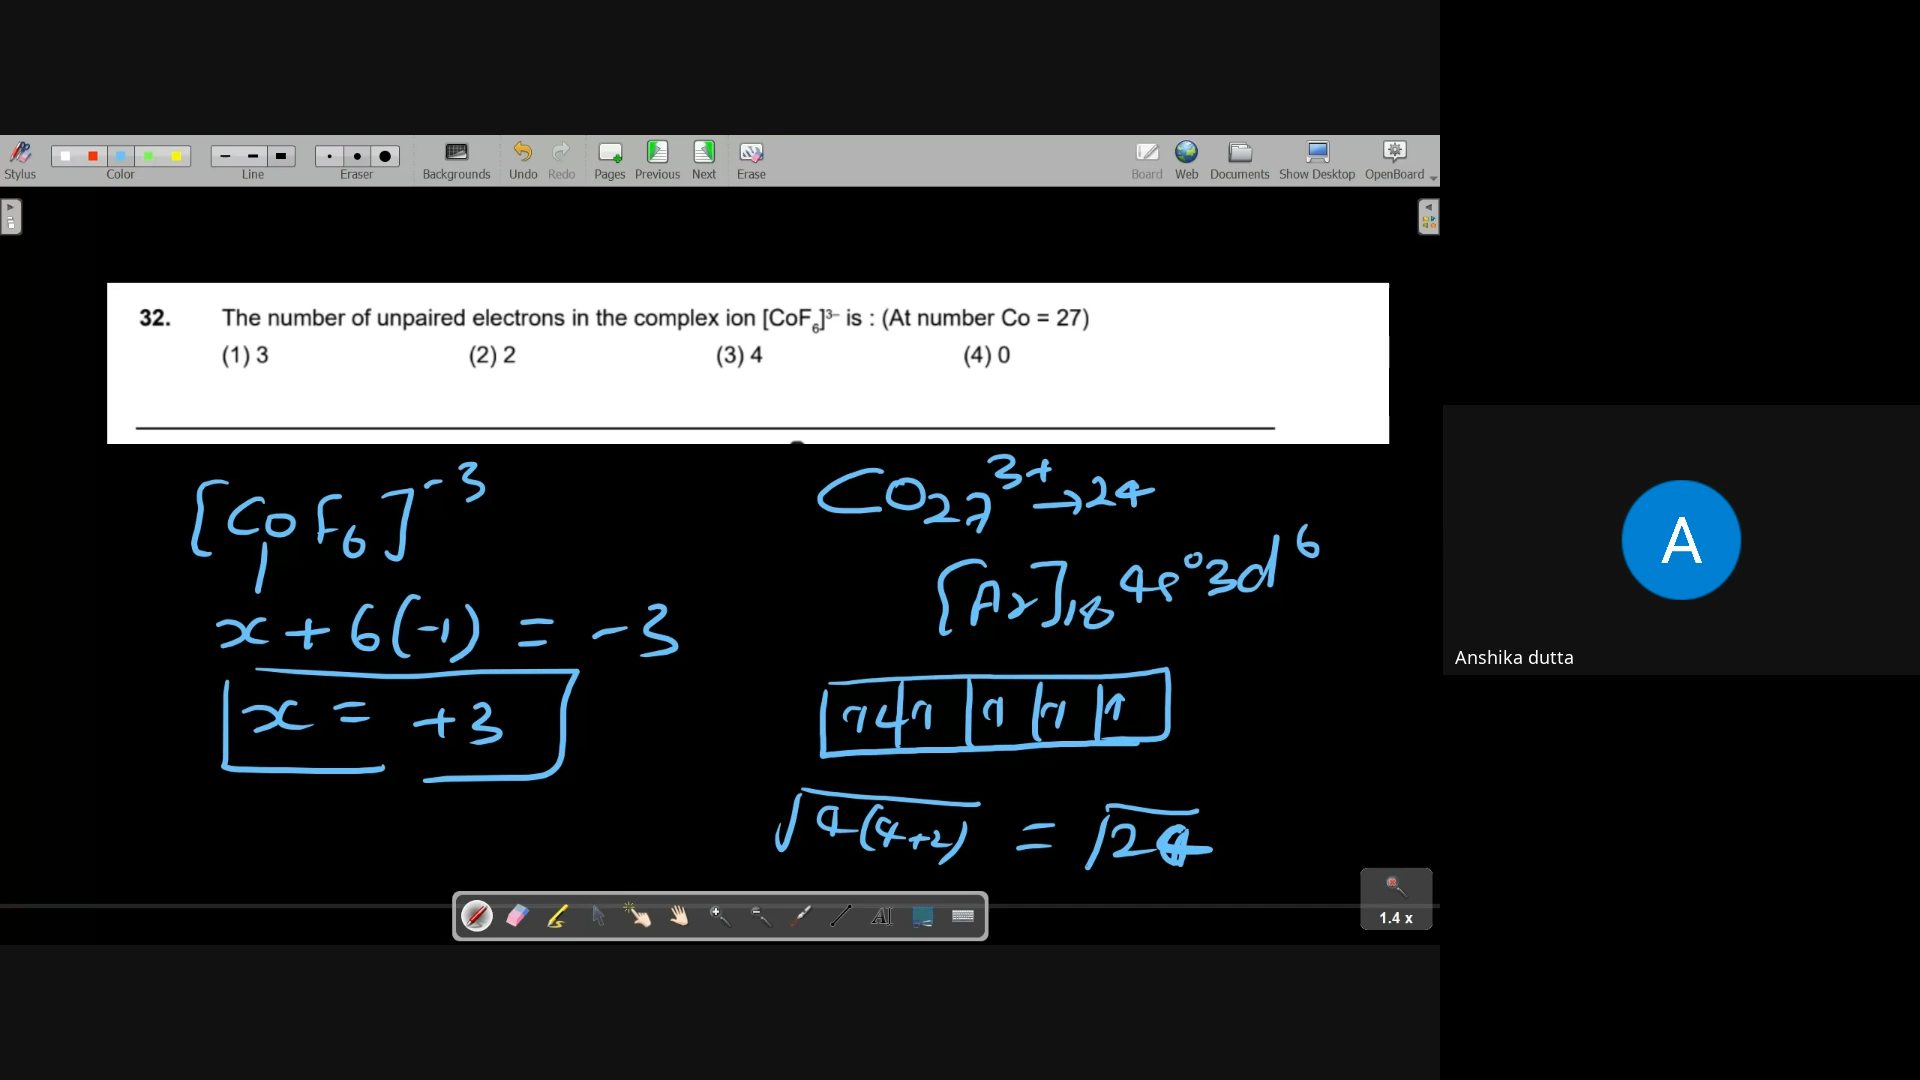 Stylus
Color
Line
Eraser
Backgrounds
Undo
Redo
Pages
Previous
Next
Erase
Board
Web
Documents
Show Desktop
OpenBoard
32. The number of unpaired electrons in the complex ion [CoF₆]³⁻ is : (At number Co = 27)
(1) 3 (2) 2 (3) 4 (4) 0
[CoF₆]⁻³
x + 6(-1) = -3
x = +3
CO₂₇³⁺ → 24
[Ar]₁₈ 4s⁰ 3d⁶
√4(4+2) = √24
AI
1.4 x
A
Anshika dutta